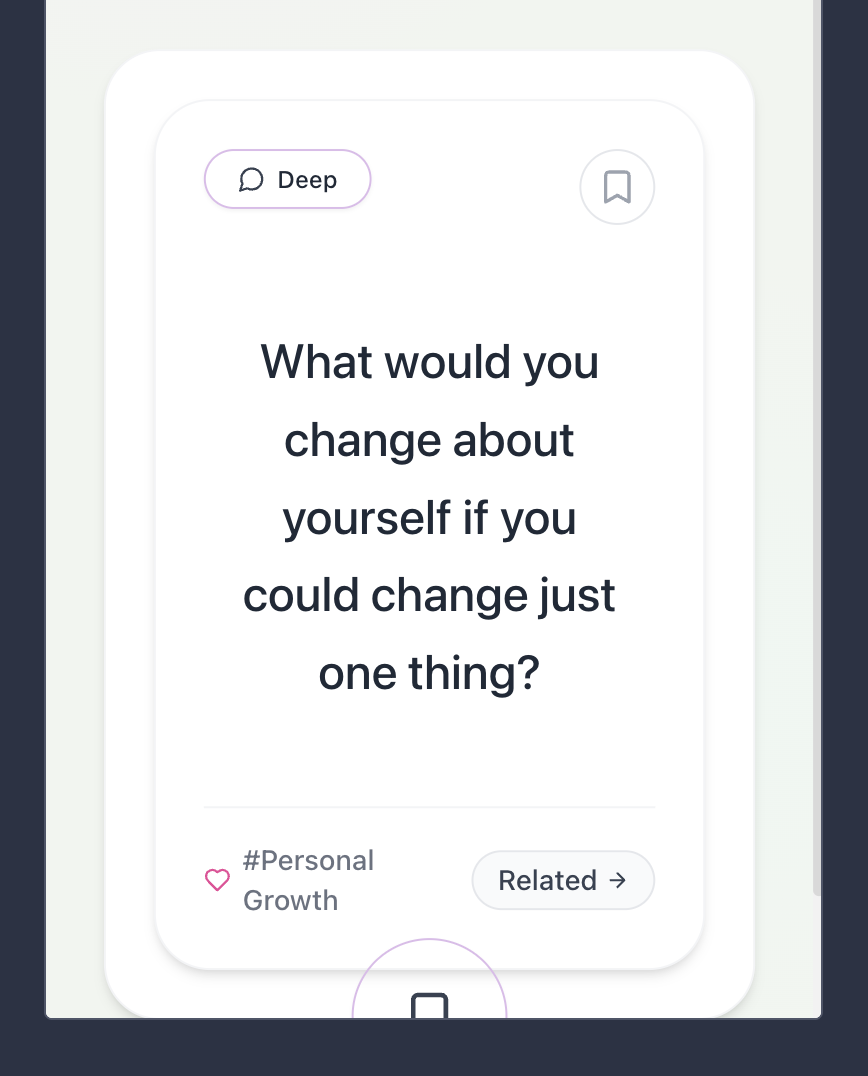 Deep
What would you
change about
yourself if you
could change just
one thing?
#Personal
Growth
Related →